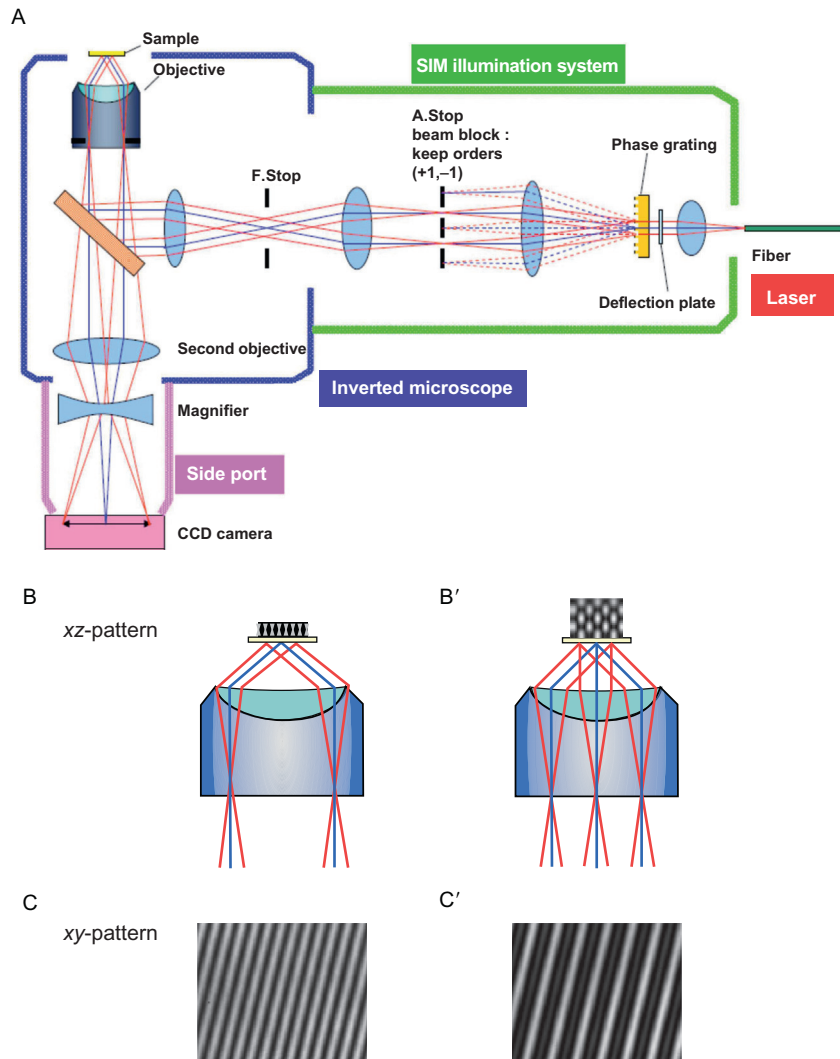 A
Sample
Objective
SIM illumination system
A.Stop
beam block :
keep orders
(+1,–1)
Phase grating
F.Stop
Fiber
Deflection plate
Laser
Second objective
Inverted microscope
Magnifier
Side port
CCD camera
B
B′
xz-pattern
C
C′
xy-pattern